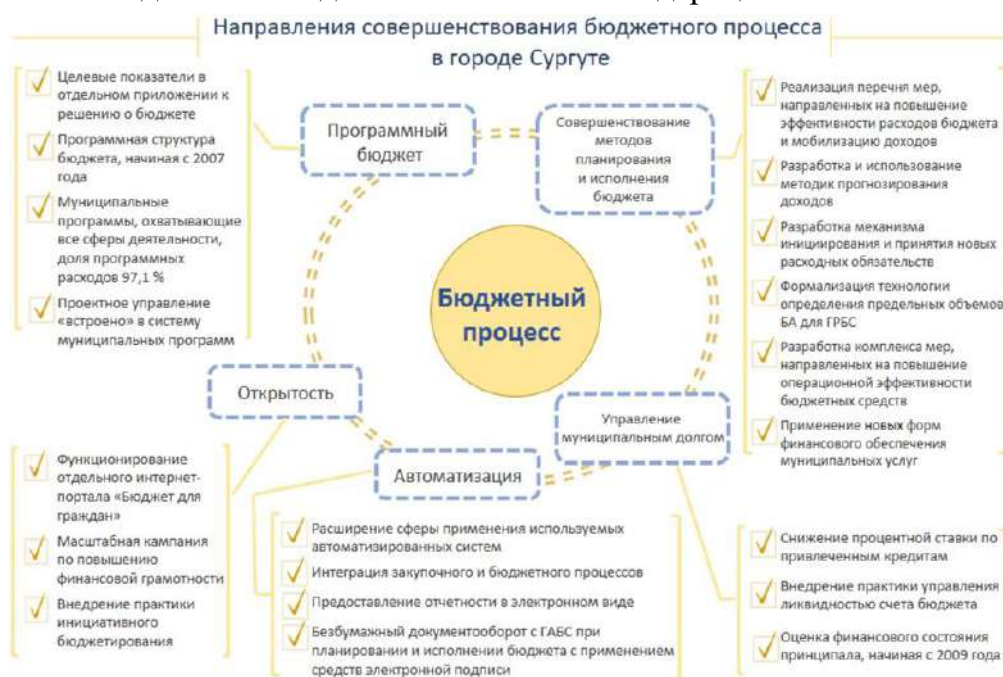 Направления совершенствования бюджетного процесса
в городе Сургуте
Целевые показатели в
отдельном приложении к
решению о бюджете
Программная структура
бюджета, начиная с 2007
года
Муниципальные
программы, охватывающие
все сферы деятельности,
доля программных
расходов 97,1 %
Проектное управление
«встроено» в систему
муниципальных программ
Программный
бюджет
Совершенствование
методов
планирования
и исполнения
бюджета
Реализация перечня мер,
направленных на повышение
эффективности расходов бюджета
и мобилизацию доходов
Разработка и использование
методик прогнозирования
доходов
Разработка механизма
инициирования и принятия новых
расходных обязательств
Формализация технологии
определения предельных объемов
БА для ГРБС
Разработка комплекса мер,
направленных на повышение
операционной эффективности
бюджетных средств
Применение новых форм
финансового обеспечения
муниципальных услуг
Бюджетный
процесс
Открытость
Управление
муниципальным долгом
Автоматизация
Функционирование
отдельного интернет-
портала «Бюджет для
граждан»
Масштабная кампания
по повышению
финансовой грамотности
Внедрение практики
инициативного
бюджетирования
Расширение сферы применения используемых
автоматизированных систем
Интеграция закупочного и бюджетного процессов
Предоставление отчетности в электронном виде
Безбумажный документооборот с ГАБС при
планировании и исполнении бюджета с применением
средств электронной подписи
Снижение процентной ставки по
привлеченным кредитам
Внедрение практики управления
ликвидностью счета бюджета
Оценка финансового состояния
принципала, начиная с 2009 года